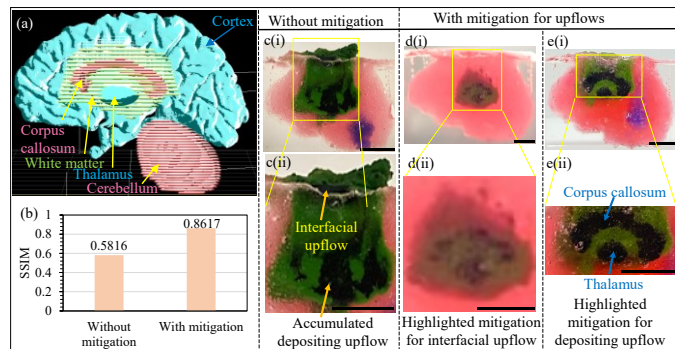 (a)
Cortex
Corpus
callosum
White matter
Thalamus
Cerebellum
(b)
SSIM
1
0.8
0.6
0.4
0.2
0
0.5816
0.8617
Without
mitigation
With mitigation
Without mitigation
With mitigation for upflows
c(i)
c(ii)
Interfacial
upflow
Accumulated
depositing upflow
d(i)
d(ii)
Highlighted mitigation
for interfacial upflow
e(i)
e(ii)
Corpus callosum
Thalamus
Highlighted
mitigation for
depositing upflow